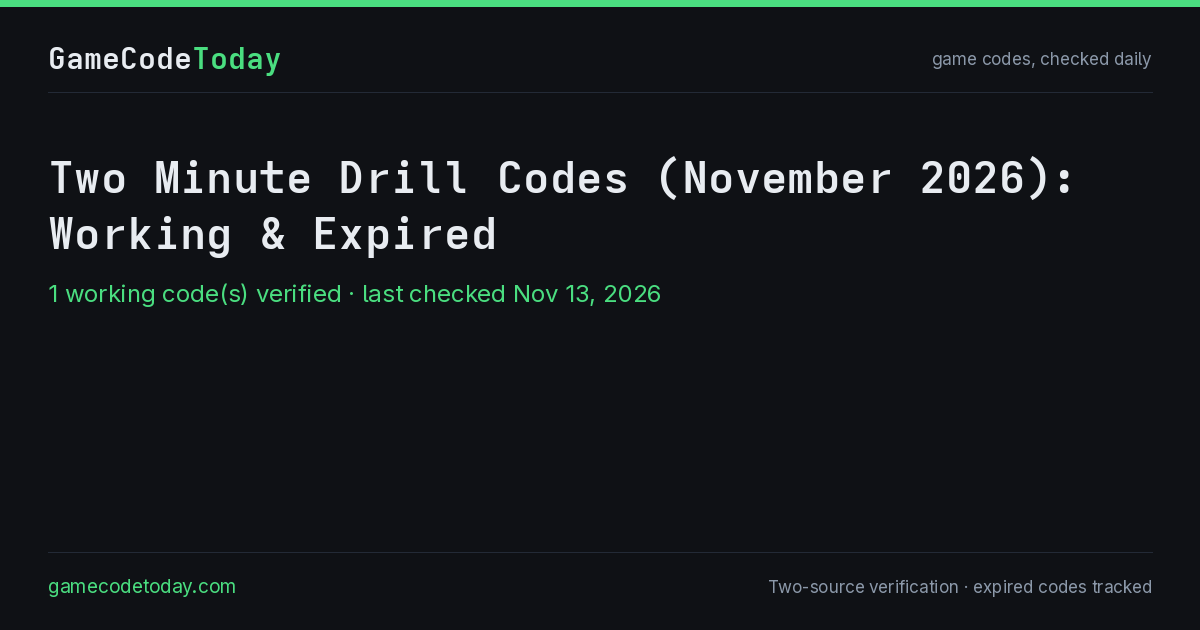 GameCodeToday
game codes, checked daily
Two Minute Drill Codes (November 2026):
Working & Expired
1 working code(s) verified · last checked Nov 13, 2026
gamecodetoday.com
Two-source verification · expired codes tracked